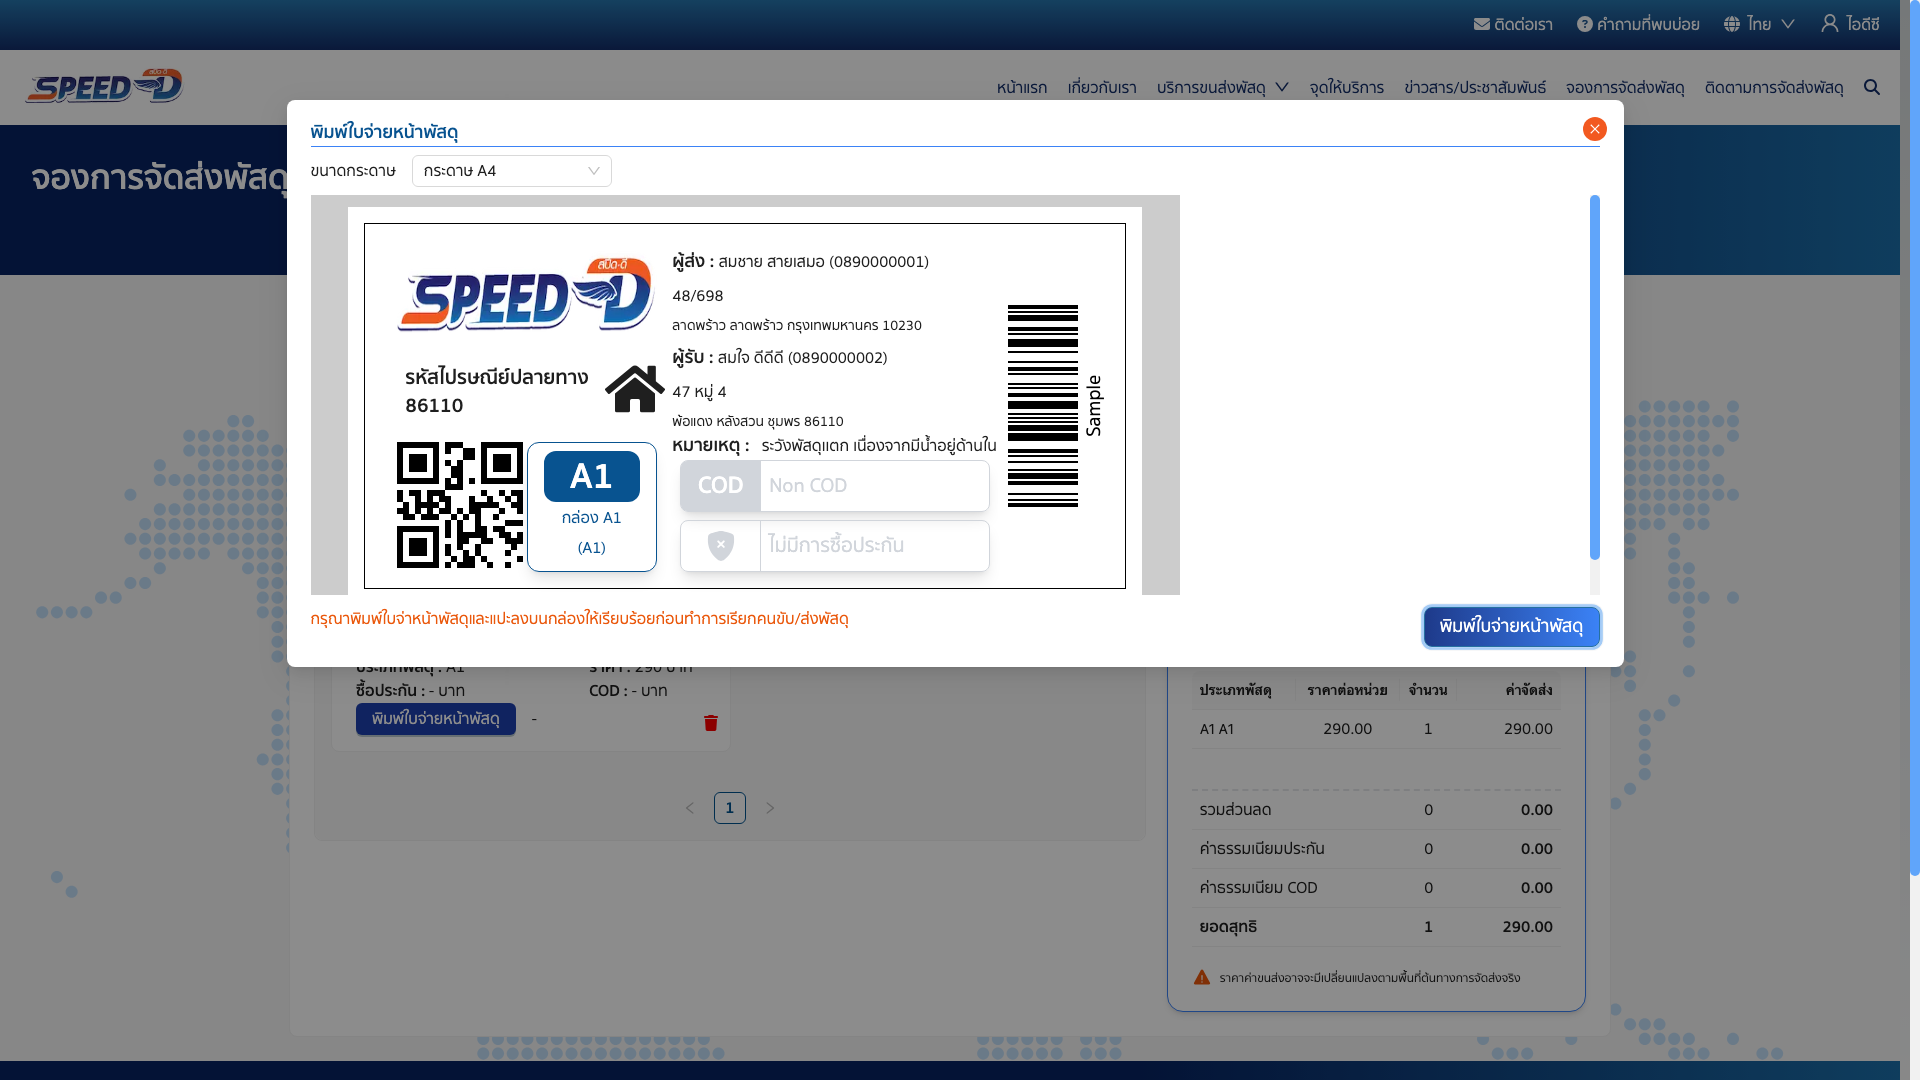 ติดต่อเรา
คำถามที่พบบ่อย
ไทย
ไอดีซี
สปีด-ดี
SPEED-D
หน้าแรก
เกี่ยวกับเรา
บริการขนส่งพัสดุ
จุดให้บริการ
ข่าวสาร/ประชาสัมพันธ์
จองการจัดส่งพัสดุ
ติดตามการจัดส่งพัสดุ
จองการจัดส่งพัสดุ
พิมพ์ใบจ่ายหน้าพัสดุ
ขนาดกระดาษ กระดาษ A4
สปีด-ดี
SPEED-D
รหัสไปรษณีย์ปลายทาง
86110
A1
กล่อง A1
(A1)
ผู้ส่ง : สมชาย สายเสมอ (0890000001)
48/698
ลาดพร้าว ลาดพร้าว กรุงเทพมหานคร 10230
ผู้รับ : สมใจ ดีดีดี (0890000002)
47 หมู่ 4
พ้อแดง หลังสวน ชุมพร 86110
หมายเหตุ : ระวังพัสดุแตก เนื่องจากมีน้ำอยู่ด้านใน
COD Non COD
ไม่มีการซื้อประกัน
Sample
กรุณาพิมพ์ใบจ่าหน้าพัสดุและแปะลงบนกล่องให้เรียบร้อยก่อนทำการเรียกคนขับ/ส่งพัสดุ
พิมพ์ใบจ่ายหน้าพัสดุ
ประเภทพัสดุ : A1 ราคา : 290 บาท
ซื้อประกัน : - บาท COD : - บาท
พิมพ์ใบจ่ายหน้าพัสดุ -
1
ประเภทพัสดุ ราคาต่อหน่วย จำนวน ค่าจัดส่ง
A1 A1 290.00 1 290.00
รวมส่วนลด 0 0.00
ค่าธรรมเนียมประกัน 0 0.00
ค่าธรรมเนียม COD 0 0.00
ยอดสุทธิ 1 290.00
ราคาค่าขนส่งอาจจะมีเปลี่ยนแปลงตามพื้นที่ต้นทางการจัดส่งจริง